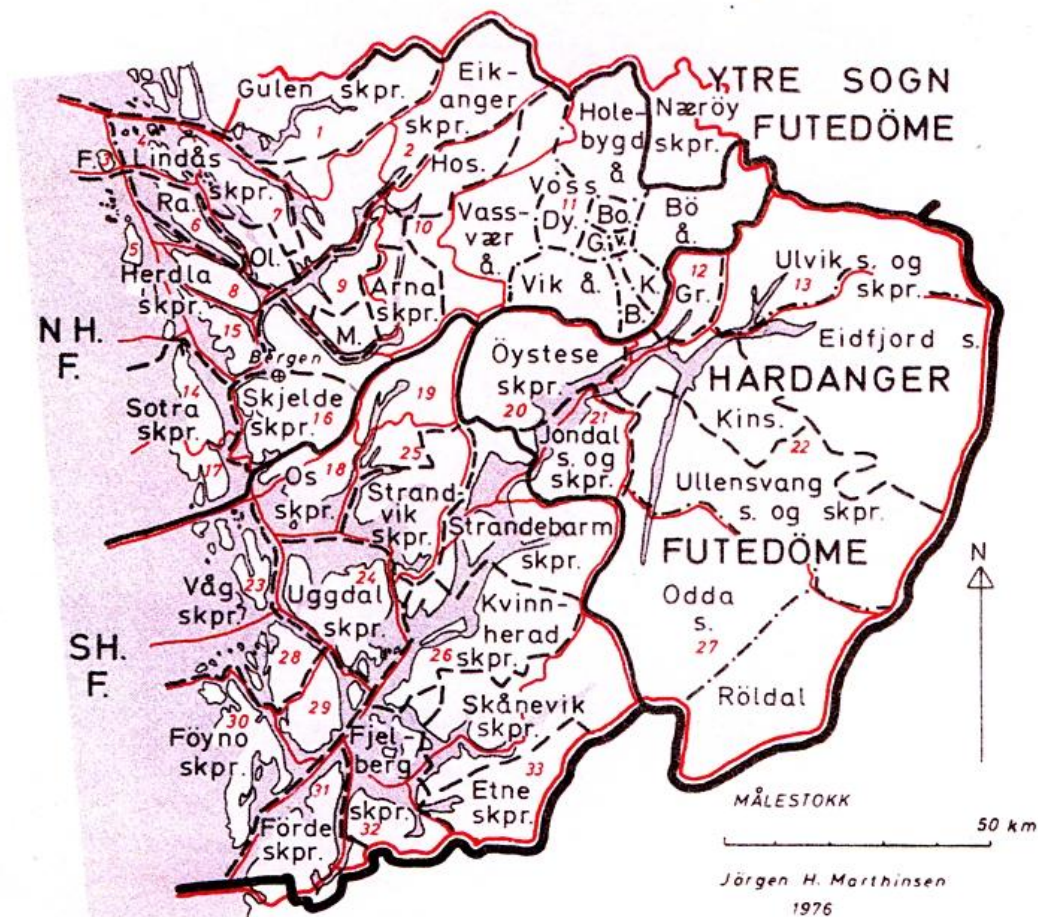 YTRE SOGN
FUTEDÖME
Gulen skpr.
1
Eik-
anger
skpr.
2
Hos.
Hole-
bygd
å.
Næröy
skpr.
4
3
F.
Lindås
skpr.
Ra.
6
7
Ol.
5
Herdla
skpr.
8
9
M.
10
Arna
skpr.
Voss
11
Vass-
vær
å.
Dy.
Bo.
G.
v.
Bö
å.
Vik å.
K.
B.
12
Gr.
Ulvik s. og
13
skpr.
Eidfjord s.
N H.
F.
15
Bergen
14
Sotra
skpr.
Skjelde
skpr.
16
17
19
Öystese
skpr.
20
21
Jondal
s. og
skpr.
HARDANGER
Kins.
22
Ullensvang
s. og skpr.
FUTEDÖME
Os
18
skpr.
25
Strand-
vik
skpr.
Strandebarm
skpr.
Våg
23
skpr.
24
Uggdal
skpr.
Kvinn-
herad
26
skpr.
Odda
s.
27
Röldal
SH.
F.
28
29
30
Föyno
skpr.
Skånevik
skpr.
Fjel-
berg
skpr.
32
31
Förde
skpr.
33
Etne
skpr.
N
MÅLESTOKK
50 km
Jörgen H. Marthinsen
1976